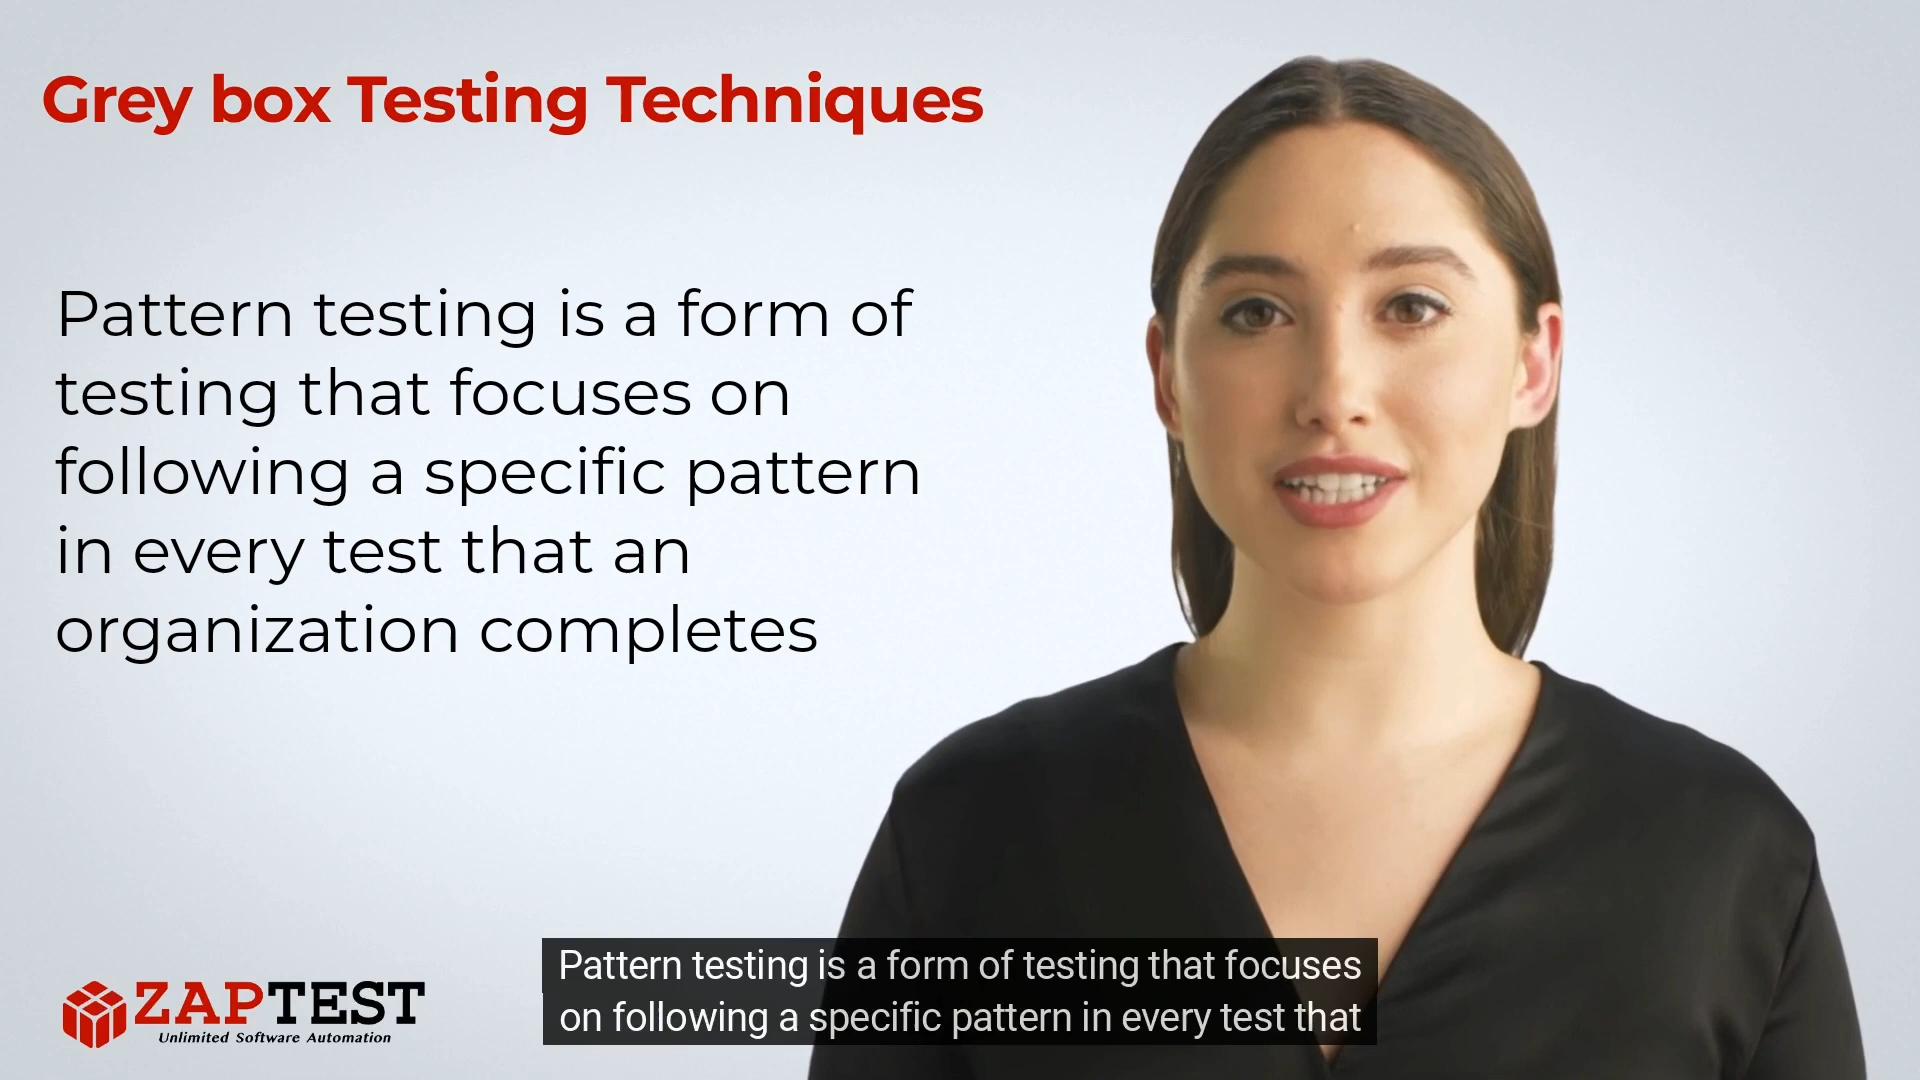 Grey box Testing Techniques
Pattern testing is a form of
testing that focuses on
following a specific pattern
in every test that an
organization completes
ZAPTEST
Unlimited Software Automation
Pattern testing is a form of testing that focuses
on following a specific pattern in every test that